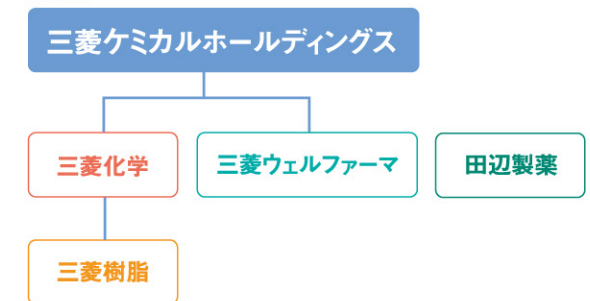 三菱ケミカルホールディングス
三菱化学
三菱ウェルファーマ
田辺製薬
三菱樹脂